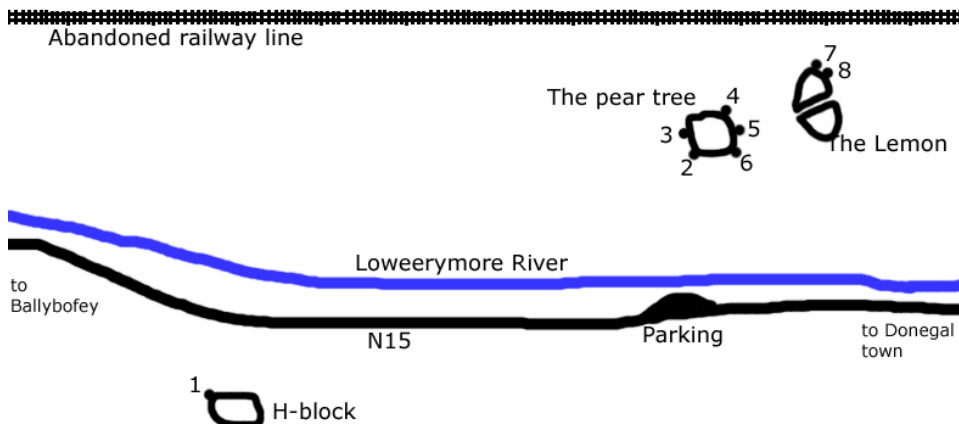 Abandoned railway line
7
8
The pear tree
4
3
5
2
6
The Lemon
Loweerymore River
to
Ballybofey
N15
Parking
to Donegal
town
1
H-block